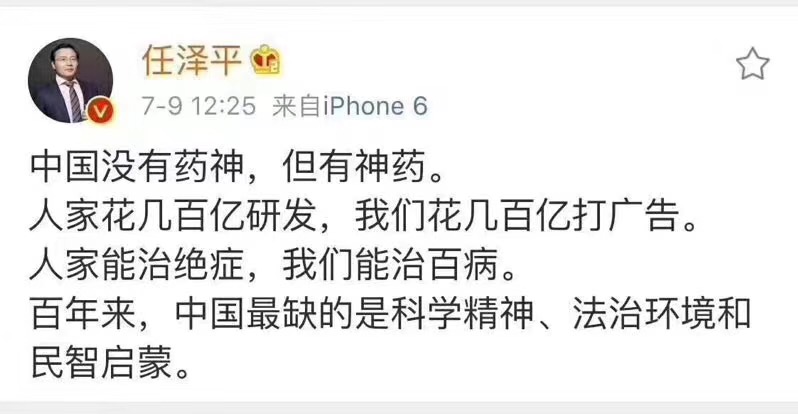 任泽平
7-9 12:25 来自iPhone 6
中国没有药神，但有神药。
人家花几百亿研发，我们花几百亿打广告。
人家能治绝症，我们能治百病。
百年来，中国最缺的是科学精神、法治环境和
民智启蒙。